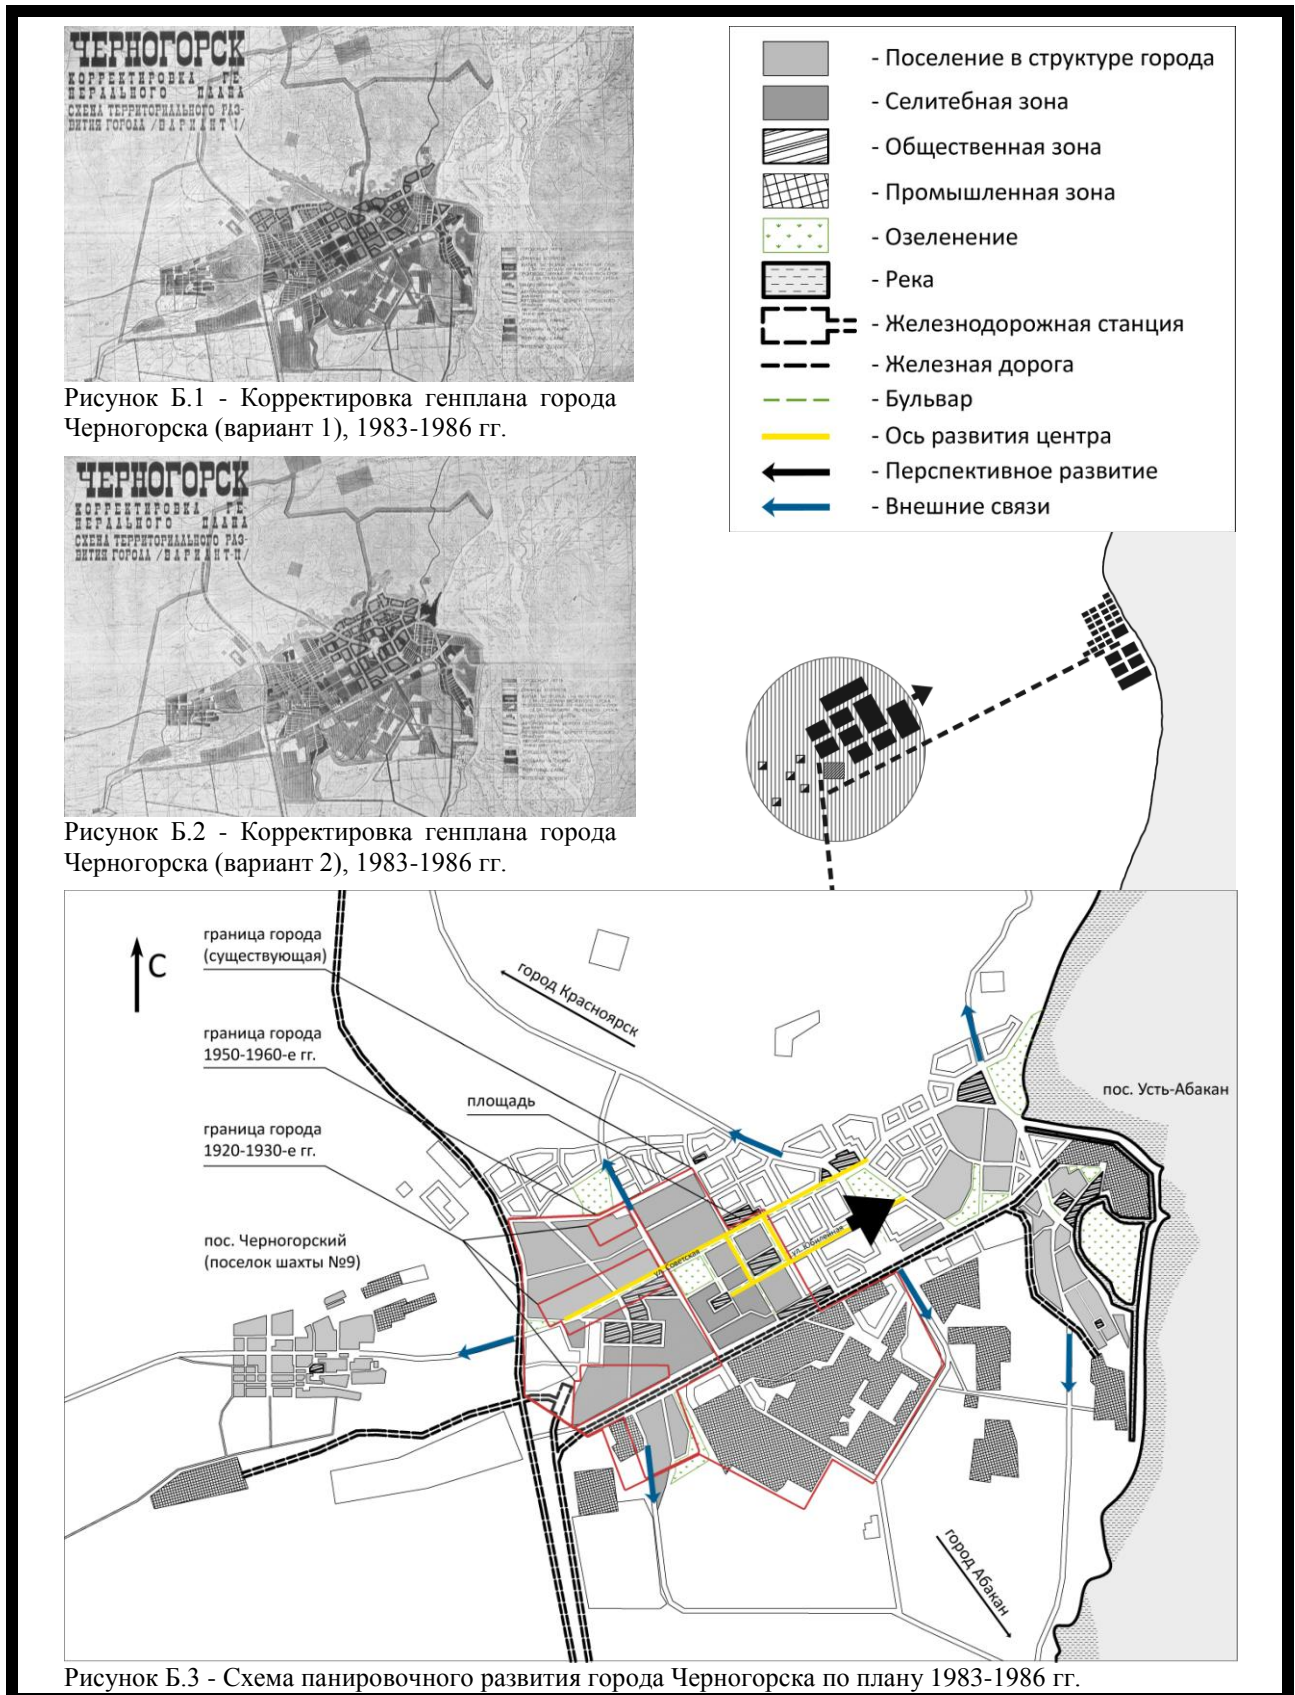 ЧЕРНОГОРСК
КОРРЕКТИРОВКА ГЕ-
НЕРАЛЬНОГО ПЛАНА
СХЕМА ТЕРРИТОРИАЛЬНОГО РАЗ-
ВИТИЯ ГОРОДА /ВАРИАНТ-I/
Рисунок Б.1 - Корректировка генплана города
Черногорска (вариант 1), 1983-1986 гг.
ЧЕРНОГОРСК
КОРРЕКТИРОВКА ГЕ-
НЕРАЛЬНОГО ПЛАНА
СХЕМА ТЕРРИТОРИАЛЬНОГО РАЗ-
ВИТИЯ ГОРОДА /ВАРИАНТ-II/
Рисунок Б.2 - Корректировка генплана города
Черногорска (вариант 2), 1983-1986 гг.
- Поселение в структуре города
- Селитебная зона
- Общественная зона
- Промышленная зона
- Озеленение
- Река
- Железнодорожная станция
- Железная дорога
- Бульвар
- Ось развития центра
- Перспективное развитие
- Внешние связи
С
граница города
(существующая)
граница города
1950-1960-е гг.
площадь
граница города
1920-1930-е гг.
пос. Черногорский
(поселок шахты №9)
город Красноярск
пос. Усть-Абакан
ул. Советская
ул. Юбилейная
город Абакан
Рисунок Б.3 - Схема панировочного развития города Черногорска по плану 1983-1986 гг.